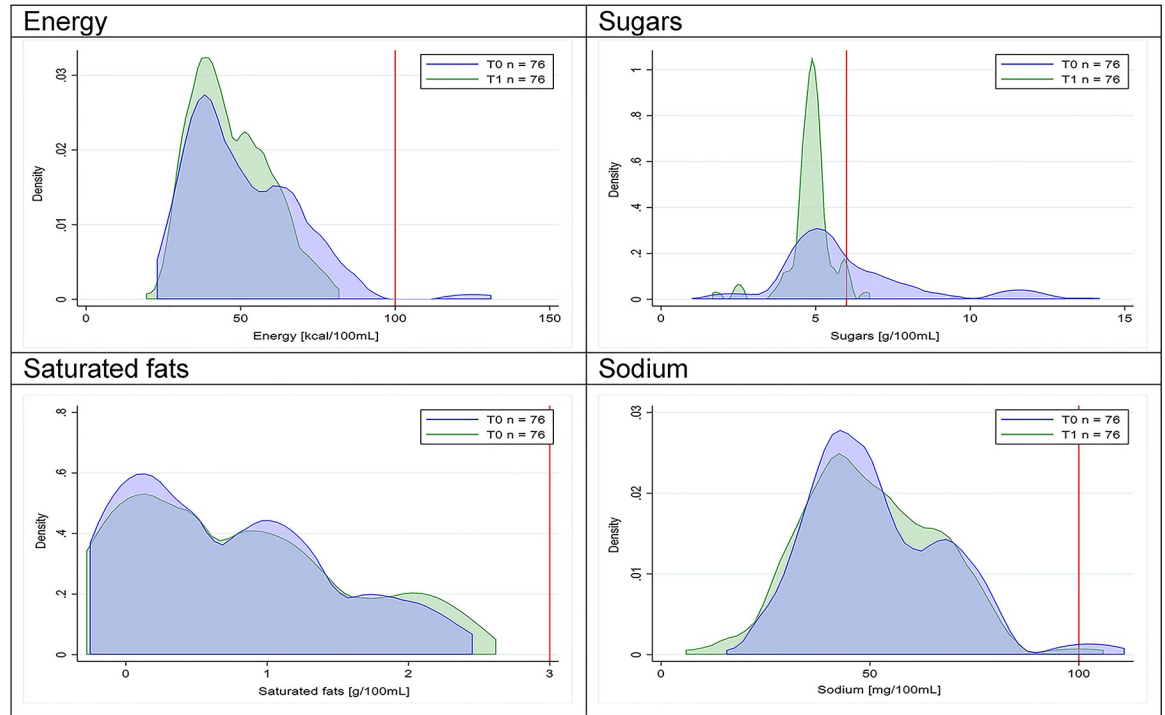 Energy
T0 n = 76
T1 n = 76
Density
.03
.02
.01
0
0 50 100 150
Energy [kcal/100mL]
Sugars
T0 n = 76
T1 n = 76
Density
1
.8
.6
.4
.2
0
0 5 10 15
Sugars [g/100mL]
Saturated fats
T0 n = 76
T0 n = 76
Density
.8
.6
.4
.2
0
0 1 2 3
Saturated fats [g/100mL]
Sodium
T0 n = 76
T1 n = 76
Density
.03
.02
.01
0
0 50 100
Sodium [mg/100mL]